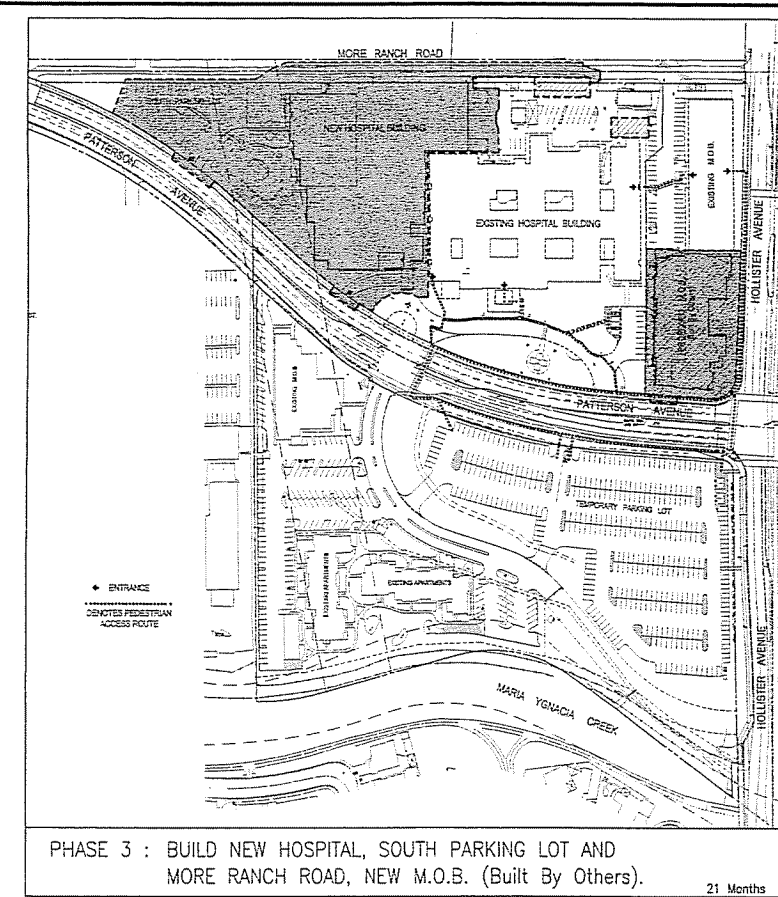 MORE RANCH ROAD
NEW HOSPITAL BUILDING
PATTERSON AVENUE
EXISTING HOSPITAL BUILDING
EXISTING M.O.B.
HOLLISTER AVENUE
EXISTING M.O.B.
PATTERSON AVENUE
TEMPORARY PARKING LOT
ENTRANCE
DENOTES PEDESTRIAN
ACCESS ROUTE
EXISTING APARTMENTS
EXISTING APARTMENTS
MARIA YGNACIA CREEK
HOLLISTER AVENUE
PHASE 3 : BUILD NEW HOSPITAL, SOUTH PARKING LOT AND
MORE RANCH ROAD, NEW M.O.B. (Built By Others).
21 Months